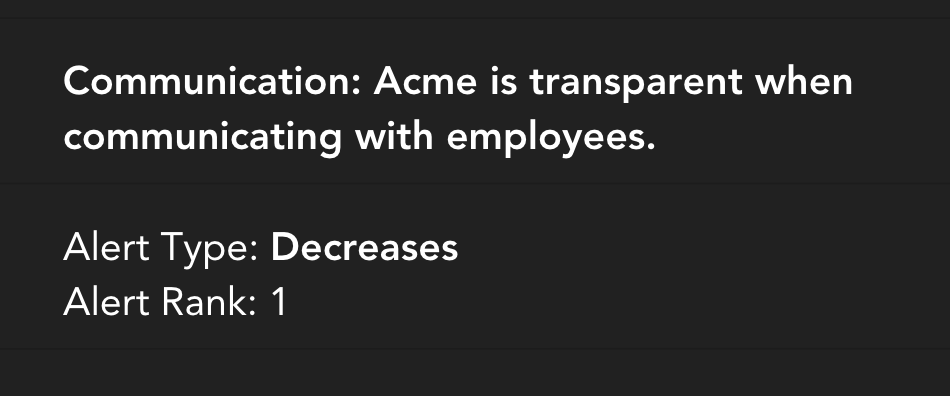 Communication: Acme is transparent when
communicating with employees.
Alert Type: Decreases
Alert Rank: 1